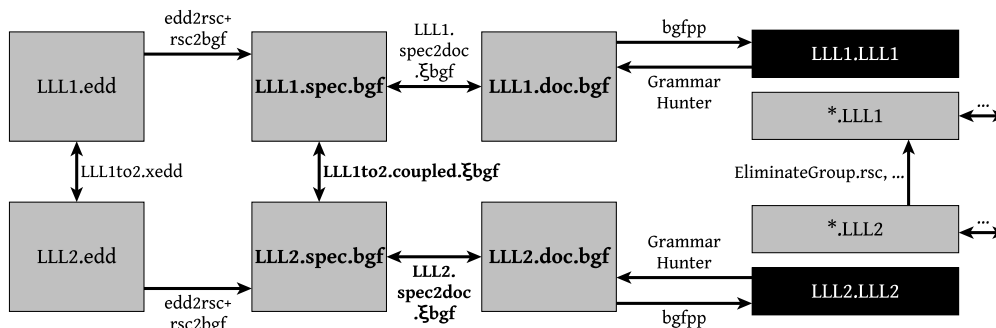 edd2rsc+
rsc2bgf
LLL1.
spec2doc
.ξbgf
bgfpp
LLL1.edd
LLL1.spec.bgf
LLL1.doc.bgf
LLL1.LLL1
Grammar
Hunter
*.LLL1
...
LLL1to2.xedd
LLL1to2.coupled.ξbgf
EliminateGroup.rsc, ...
*.LLL2
...
LLL2.edd
LLL2.spec.bgf
LLL2.doc.bgf
Grammar
Hunter
LLL2.LLL2
edd2rsc+
rsc2bgf
LLL2.
spec2doc
.ξbgf
bgfpp